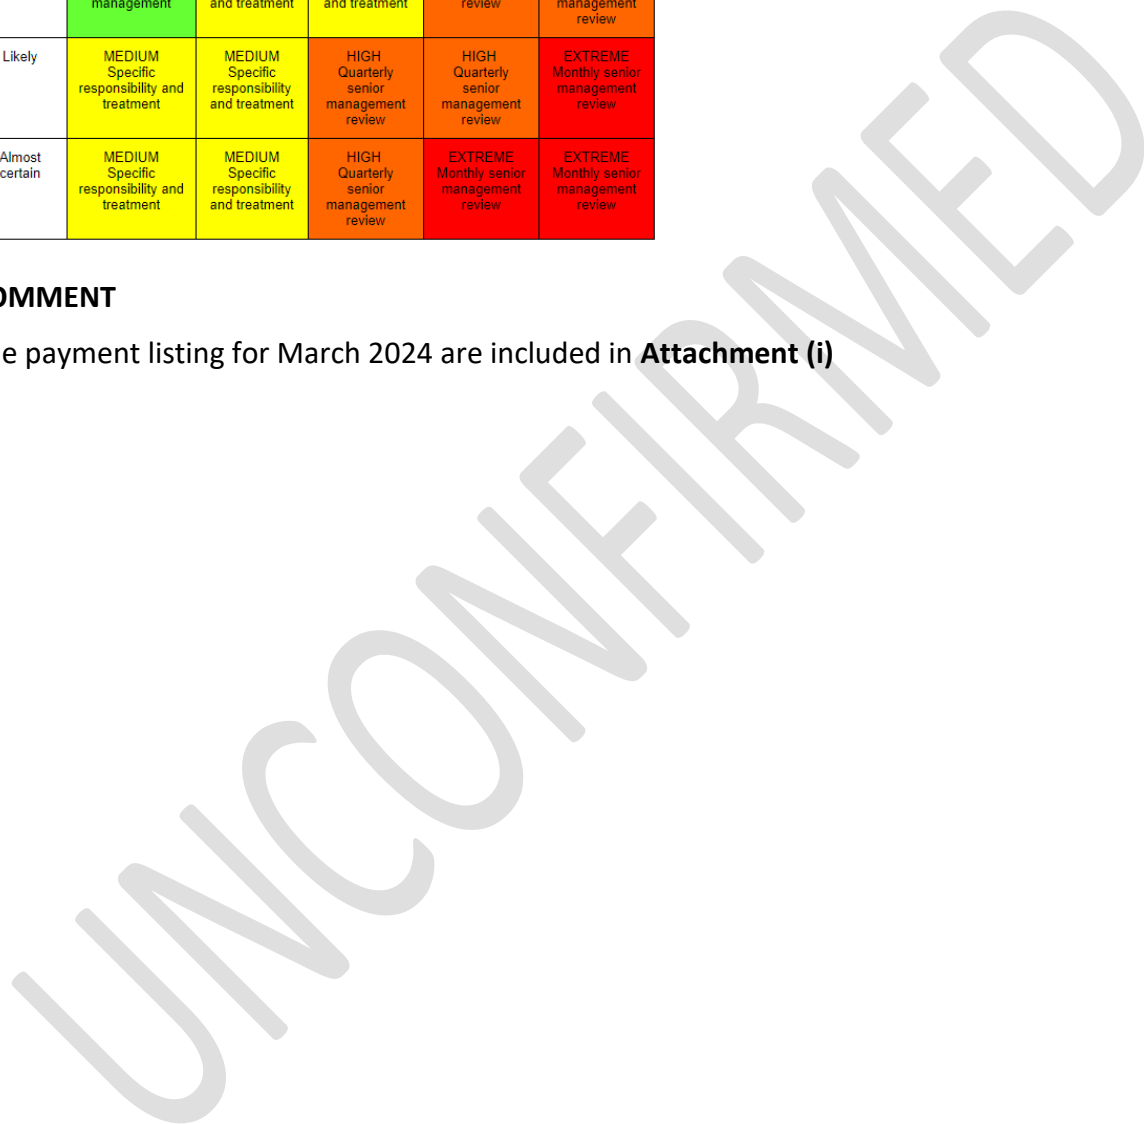 management and treatment and treatment review management
review
Likely MEDIUM MEDIUM HIGH HIGH EXTREME
Specific Specific Quarterly Quarterly Monthly senior
responsibility and responsibility senior senior management
treatment and treatment management management review
review review
Almost MEDIUM MEDIUM HIGH EXTREME EXTREME
certain Specific Specific Quarterly Monthly senior Monthly senior
responsibility and responsibility senior management management
treatment and treatment management review review
review
OMMENT
e payment listing for March 2024 are included in Attachment (i)
UNCONFIRMED